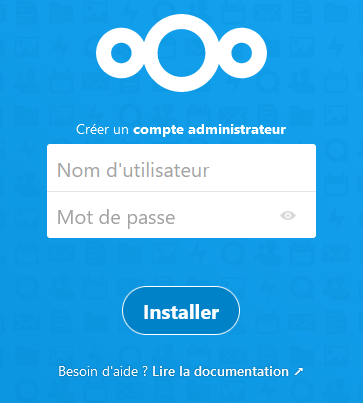 Créer un compte administrateur
Nom d'utilisateur
Mot de passe
Installer
Besoin d'aide ? Lire la documentation ↗